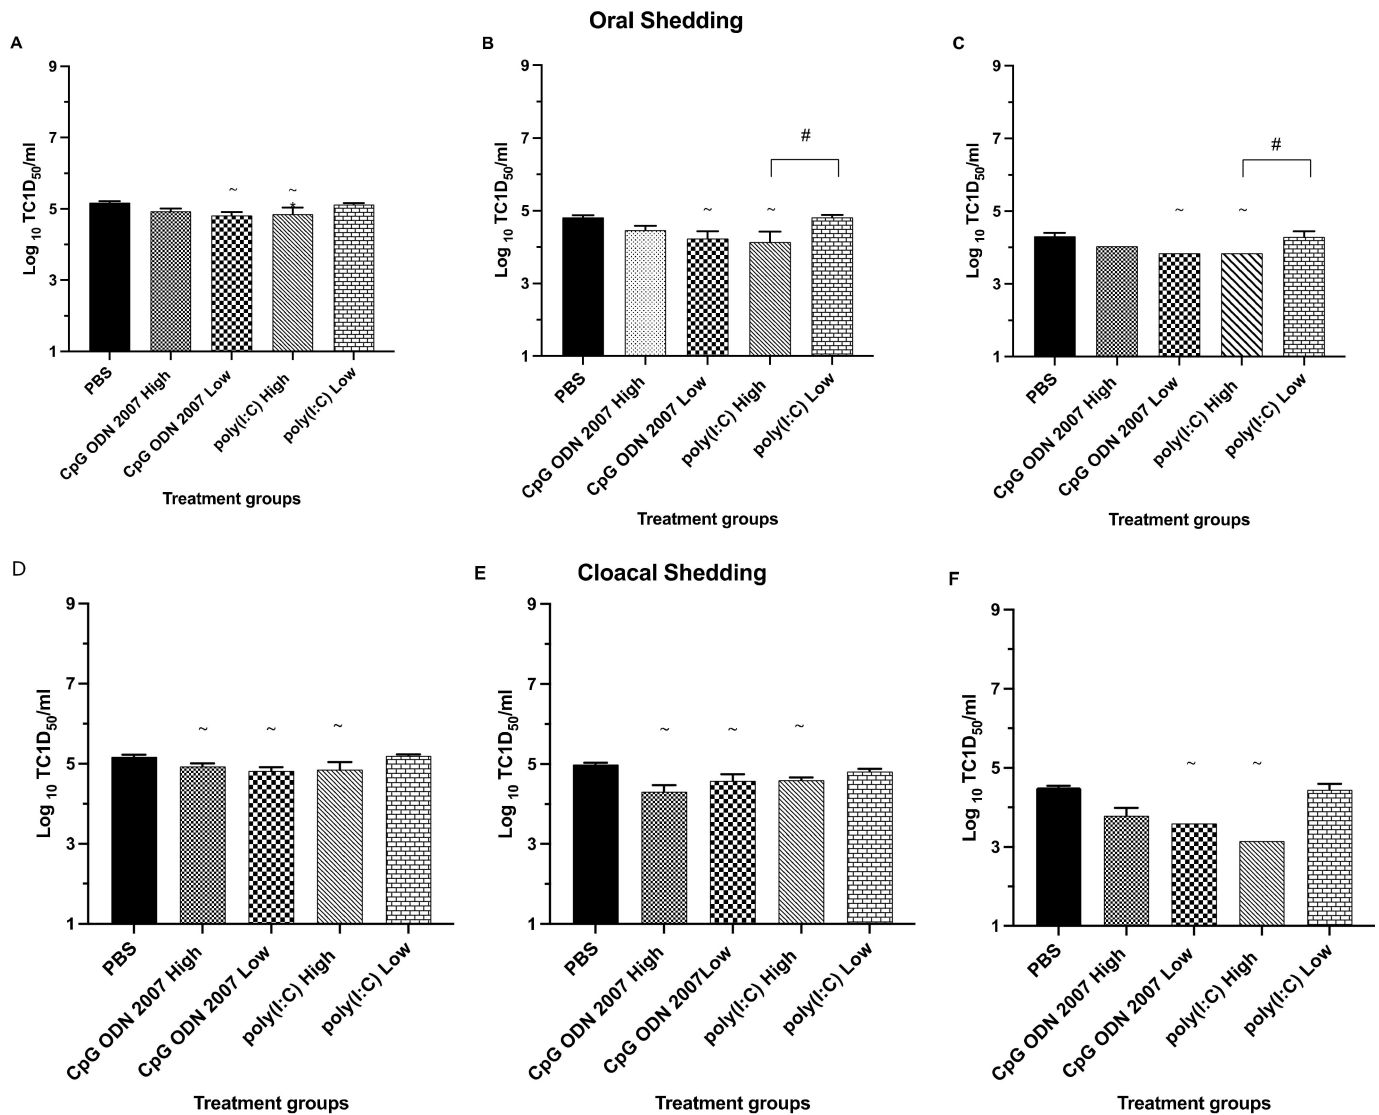 Oral Shedding
A
9
7
5
3
1
Log 10 TC1D50/ml
~
~
*
PBS
CpG ODN 2007 High
CpG ODN 2007 Low
poly(I:C) High
poly(I:C) Low
Treatment groups
B
9
7
5
3
1
Log 10 TC1D50/ml
~
~
#
PBS
CpG ODN 2007 High
CpG ODN 2007 Low
poly(I:C) High
poly(I:C) Low
Treatment groups
C
9
7
5
3
1
Log 10 TC1D50/ml
~
~
#
PBS
CpG ODN 2007 High
CpG ODN 2007 Low
poly(I:C) High
poly(I:C) Low
Treatment groups
Cloacal Shedding
D
9
7
5
3
1
Log 10 TC1D50/ml
~
~
~
PBS
CpG ODN 2007 High
CpG ODN 2007 Low
poly(I:C) High
poly(I:C) Low
Treatment groups
E
9
7
5
3
1
Log 10 TC1D50/ml
~
~
~
PBS
CpG ODN 2007 High
CpG ODN 2007Low
poly(I:C) High
poly(I:C) Low
Treatment groups
F
9
7
5
3
1
Log 10 TC1D50/ml
~
~
PBS
CpG ODN 2007 High
CpG ODN 2007 Low
poly(I:C) High
poly(I:C) Low
Treatment groups